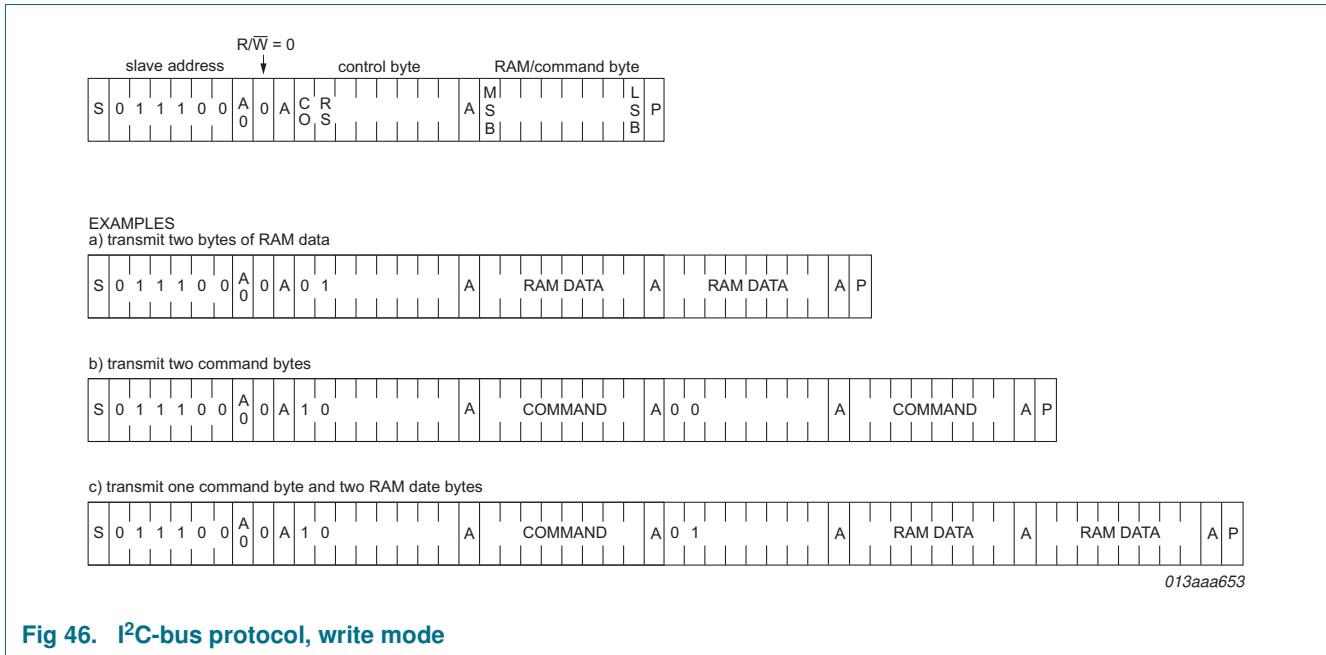 R/W̅ = 0
slave address control byte RAM/command byte
S 0 1 1 1 0 0 A0 0 A CO RS A MSB LSB P
EXAMPLES
a) transmit two bytes of RAM data
S 0 1 1 1 0 0 A0 0 A 0 1 A RAM DATA A RAM DATA A P
b) transmit two command bytes
S 0 1 1 1 0 0 A0 0 A 1 0 A COMMAND A 0 0 A COMMAND A P
c) transmit one command byte and two RAM date bytes
S 0 1 1 1 0 0 A0 0 A 1 0 A COMMAND A 0 1 A RAM DATA A RAM DATA A P
013aaa653
Fig 46. I²C-bus protocol, write mode